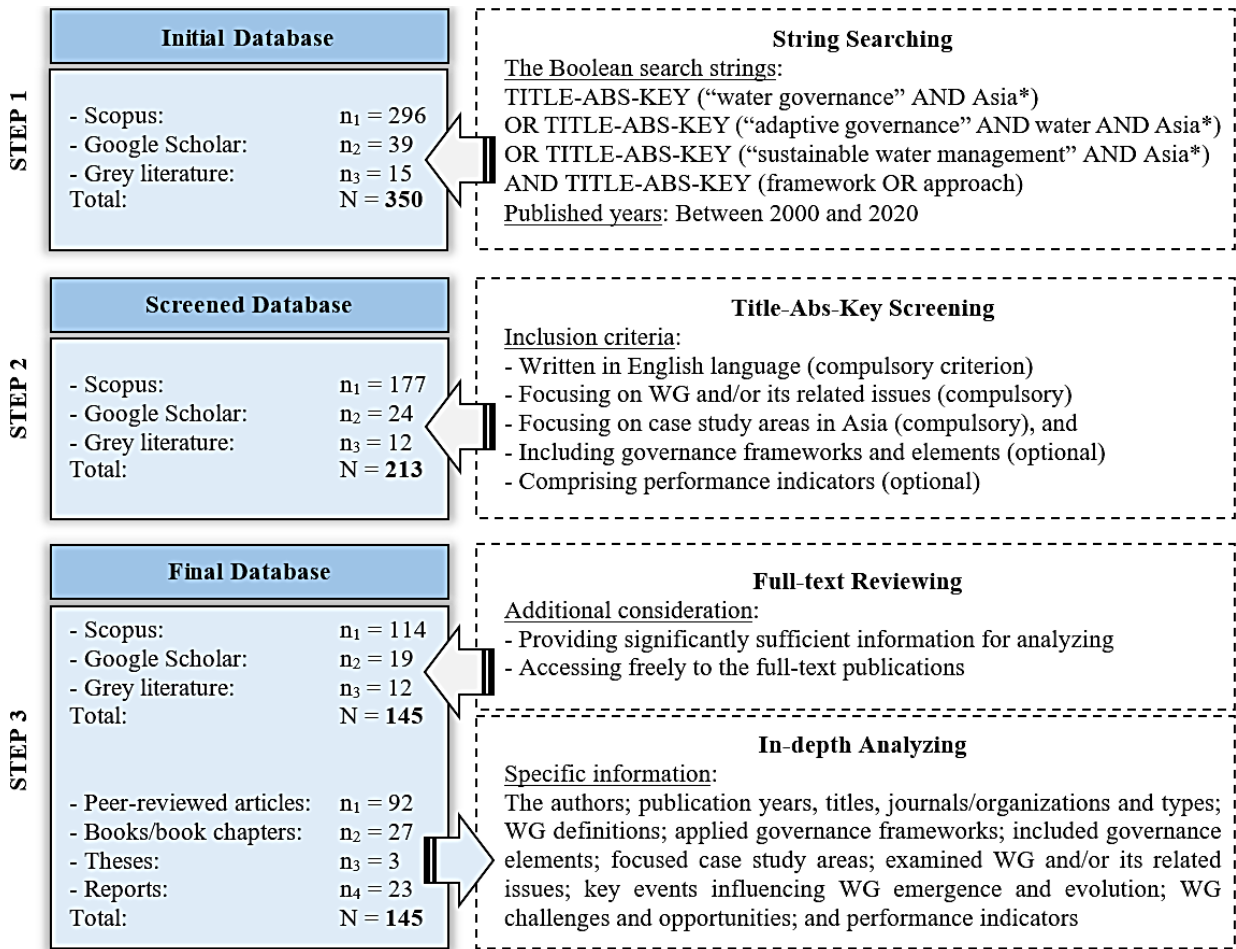 STEP 1
Initial Database
- Scopus: n₁ = 296
- Google Scholar: n₂ = 39
- Grey literature: n₃ = 15
Total: N = 350
String Searching
The Boolean search strings:
TITLE-ABS-KEY (“water governance” AND Asia*)
OR TITLE-ABS-KEY (“adaptive governance” AND water AND Asia*)
OR TITLE-ABS-KEY (“sustainable water management” AND Asia*)
AND TITLE-ABS-KEY (framework OR approach)
Published years: Between 2000 and 2020
STEP 2
Screened Database
- Scopus: n₁ = 177
- Google Scholar: n₂ = 24
- Grey literature: n₃ = 12
Total: N = 213
Title-Abs-Key Screening
Inclusion criteria:
- Written in English language (compulsory criterion)
- Focusing on WG and/or its related issues (compulsory)
- Focusing on case study areas in Asia (compulsory), and
- Including governance frameworks and elements (optional)
- Comprising performance indicators (optional)
STEP 3
Final Database
- Scopus: n₁ = 114
- Google Scholar: n₂ = 19
- Grey literature: n₃ = 12
Total: N = 145
- Peer-reviewed articles: n₁ = 92
- Books/book chapters: n₂ = 27
- Theses: n₃ = 3
- Reports: n₄ = 23
Total: N = 145
Full-text Reviewing
Additional consideration:
- Providing significantly sufficient information for analyzing
- Accessing freely to the full-text publications
In-depth Analyzing
Specific information:
The authors; publication years, titles, journals/organizations and types;
WG definitions; applied governance frameworks; included governance
elements; focused case study areas; examined WG and/or its related
issues; key events influencing WG emergence and evolution; WG
challenges and opportunities; and performance indicators